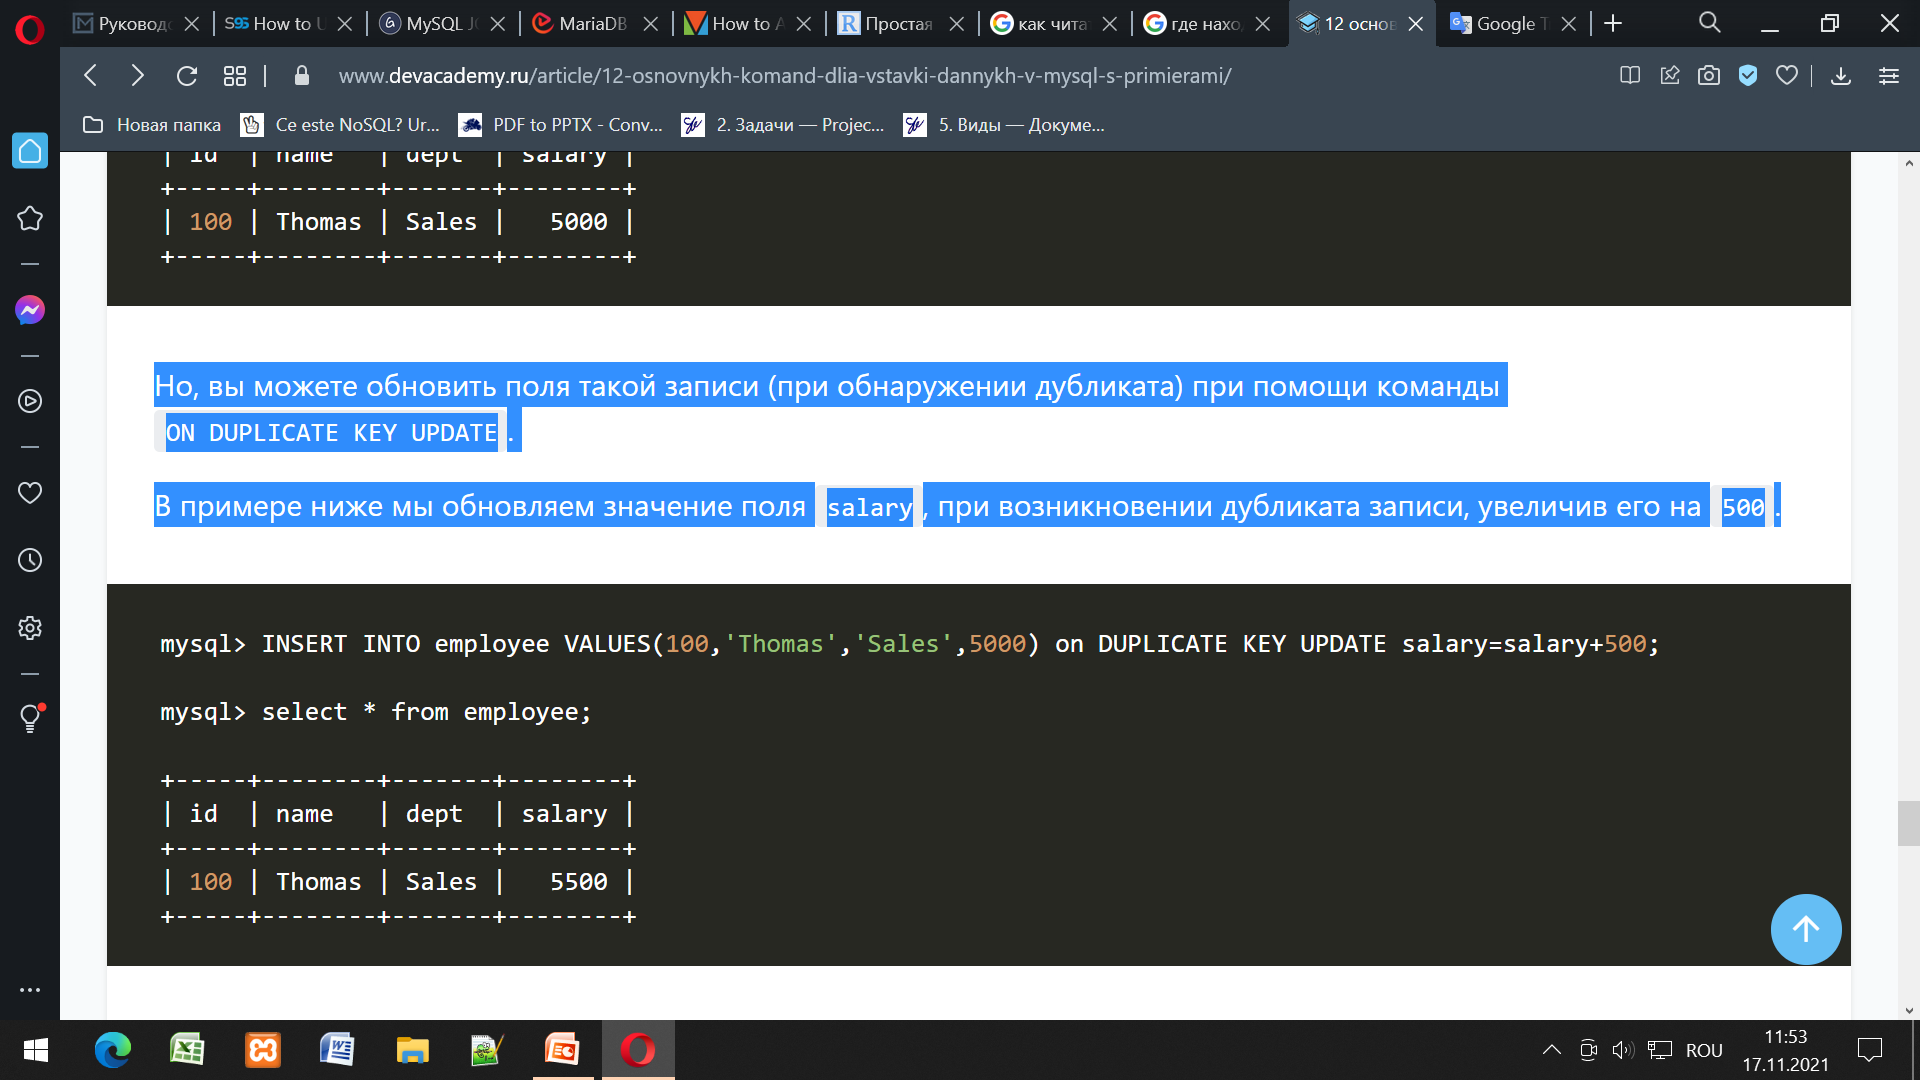 Руковод
S95 How to U
MySQL J
MariaDB
How to A
Простая
как чита
где нахо
12 основ
Google T
www.devacademy.ru/article/12-osnovnykh-komand-dlia-vstavki-dannykh-v-mysql-s-primierami/
Новая папка
Ce este NoSQL? Ur...
PDF to PPTX - Conv...
2. Задачи — Projec...
5. Виды — Докуме...
| id | name | dept | salary |
+-----+--------+-------+--------+
| 100 | Thomas | Sales | 5000 |
+-----+--------+-------+--------+
Но, вы можете обновить поля такой записи (при обнаружении дубликата) при помощи команды
ON DUPLICATE KEY UPDATE .
В примере ниже мы обновляем значение поля salary , при возникновении дубликата записи, увеличив его на 500 .
mysql> INSERT INTO employee VALUES(100,'Thomas','Sales',5000) on DUPLICATE KEY UPDATE salary=salary+500;
mysql> select * from employee;
+-----+--------+-------+--------+
| id | name | dept | salary |
+-----+--------+-------+--------+
| 100 | Thomas | Sales | 5500 |
+-----+--------+-------+--------+
ROU
11:53
17.11.2021